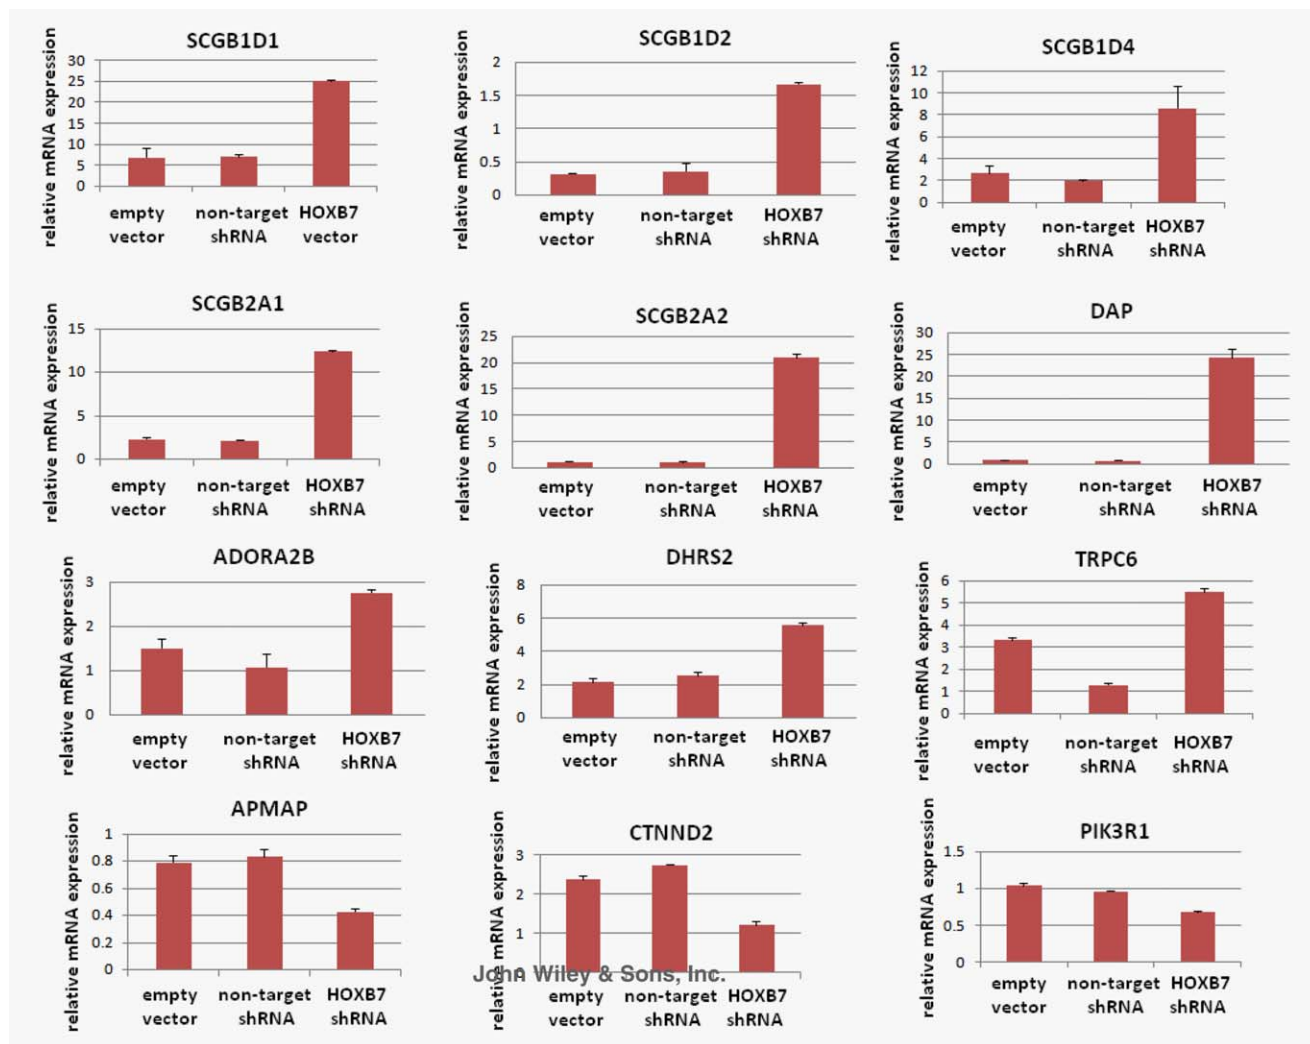 SCGB1D1
relative mRNA expression
30
25
20
15
10
5
0
empty vector
non-target shRNA
HOXB7 vector
SCGB1D2
relative mRNA expression
2
1.5
1
0.5
0
empty vector
non-target shRNA
HOXB7 shRNA
SCGB1D4
relative mRNA expression
12
10
8
6
4
2
0
empty vector
non-target shRNA
HOXB7 shRNA
SCGB2A1
relative mRNA expression
15
10
5
0
empty vector
non-target shRNA
HOXB7 shRNA
SCGB2A2
relative mRNA expression
25
20
15
10
5
0
empty vector
non-target shRNA
HOXB7 shRNA
DAP
relative mRNA expression
30
25
20
15
10
5
0
empty vector
non-target shRNA
HOXB7 shRNA
ADORA2B
relative mRNA expression
3
2
1
0
empty vector
non-target shRNA
HOXB7 shRNA
DHRS2
relative mRNA expression
8
6
4
2
0
empty vector
non-target shRNA
HOXB7 shRNA
TRPC6
relative mRNA expression
6
5
4
3
2
1
0
empty vector
non-target shRNA
HOXB7 shRNA
APMAP
relative mRNA expression
1
0.8
0.6
0.4
0.2
0
empty vector
non-target shRNA
HOXB7 shRNA
CTNND2
relative mRNA expression
3
2
1
0
empty vector
non-target shRNA
HOXB7 shRNA
John Wiley & Sons, Inc.
PIK3R1
relative mRNA expression
1.5
1
0.5
0
empty vector
non-target shRNA
HOXB7 shRNA